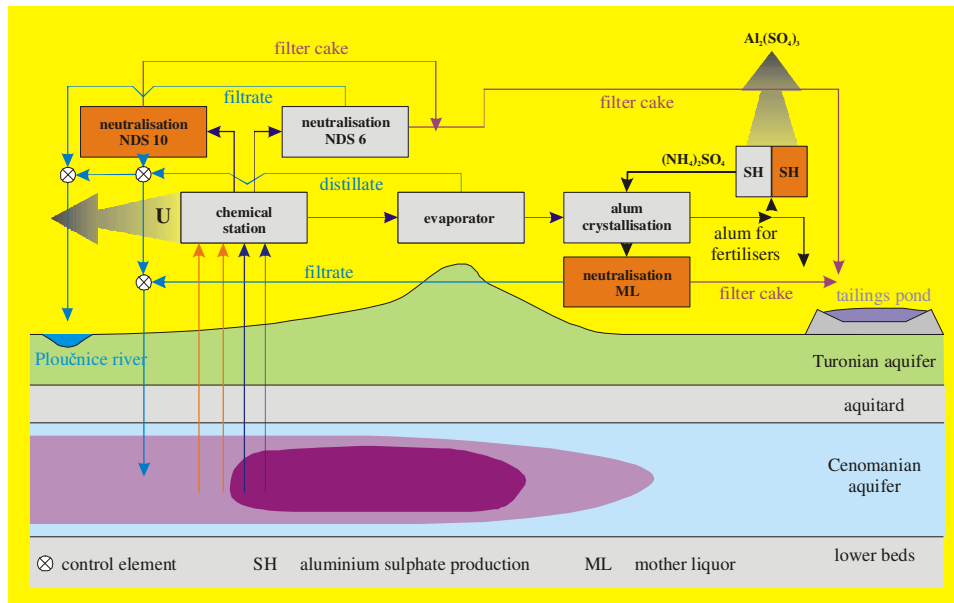 Al₂(SO₄)₃
filter cake
filtrate
filter cake
neutralisation
NDS 10
neutralisation
NDS 6
(NH₄)₂SO₄
SH SH
distillate
U
chemical
station
evaporator
alum
crystallisation
alum for
fertilisers
filtrate
neutralisation
ML
filter cake
tailings pond
Ploučnice river
Turonian aquifer
aquitard
Cenomanian
aquifer
lower beds
control element
SH aluminium sulphate production
ML mother liquor